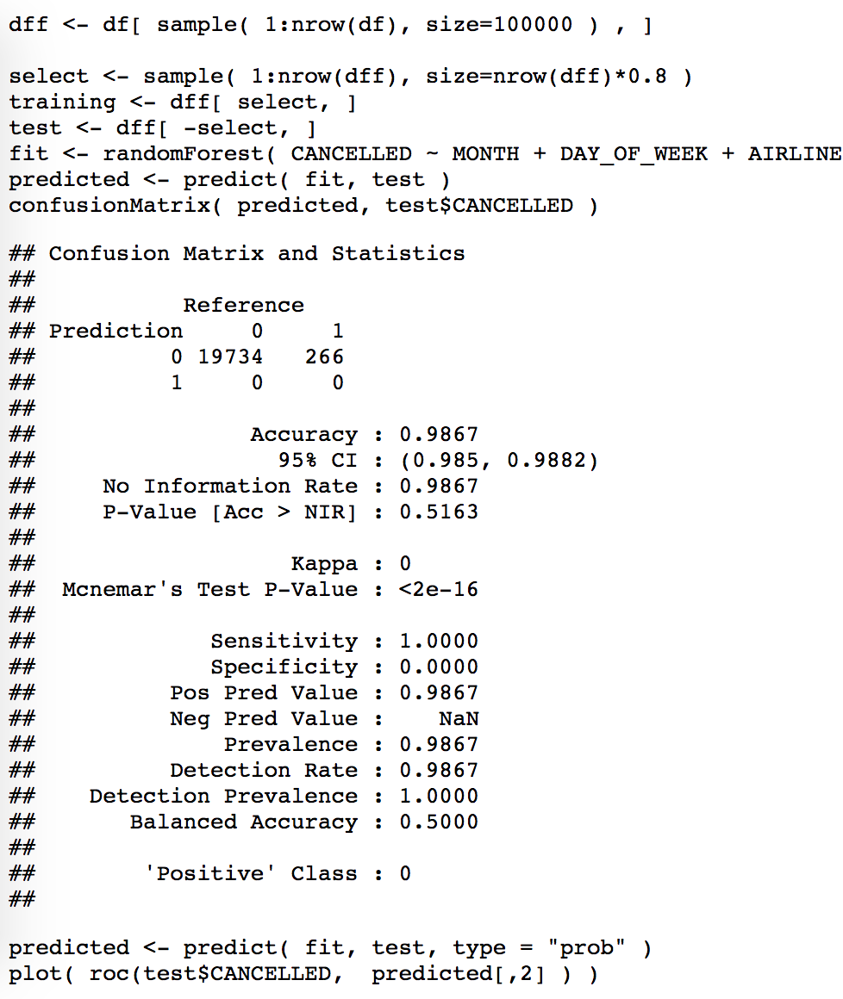 dff <- df[ sample( 1:nrow(df), size=100000 ) , ]
select <- sample( 1:nrow(dff), size=nrow(dff)*0.8 )
training <- dff[ select, ]
test <- dff[ -select, ]
fit <- randomForest( CANCELLED ~ MONTH + DAY_OF_WEEK + AIRLINE
predicted <- predict( fit, test )
confusionMatrix( predicted, test$CANCELLED )
## Confusion Matrix and Statistics
##
##           Reference
## Prediction     0     1
##          0 19734   266
##          1     0     0
##
##                Accuracy : 0.9867
##                  95% CI : (0.985, 0.9882)
##     No Information Rate : 0.9867
##     P-Value [Acc > NIR] : 0.5163
##
##                   Kappa : 0
##  Mcnemar's Test P-Value : <2e-16
##
##             Sensitivity : 1.0000
##             Specificity : 0.0000
##          Pos Pred Value : 0.9867
##          Neg Pred Value :    NaN
##              Prevalence : 0.9867
##          Detection Rate : 0.9867
##    Detection Prevalence : 1.0000
##       Balanced Accuracy : 0.5000
##
##        'Positive' Class : 0
##
predicted <- predict( fit, test, type = "prob" )
plot( roc(test$CANCELLED,  predicted[,2] ) )